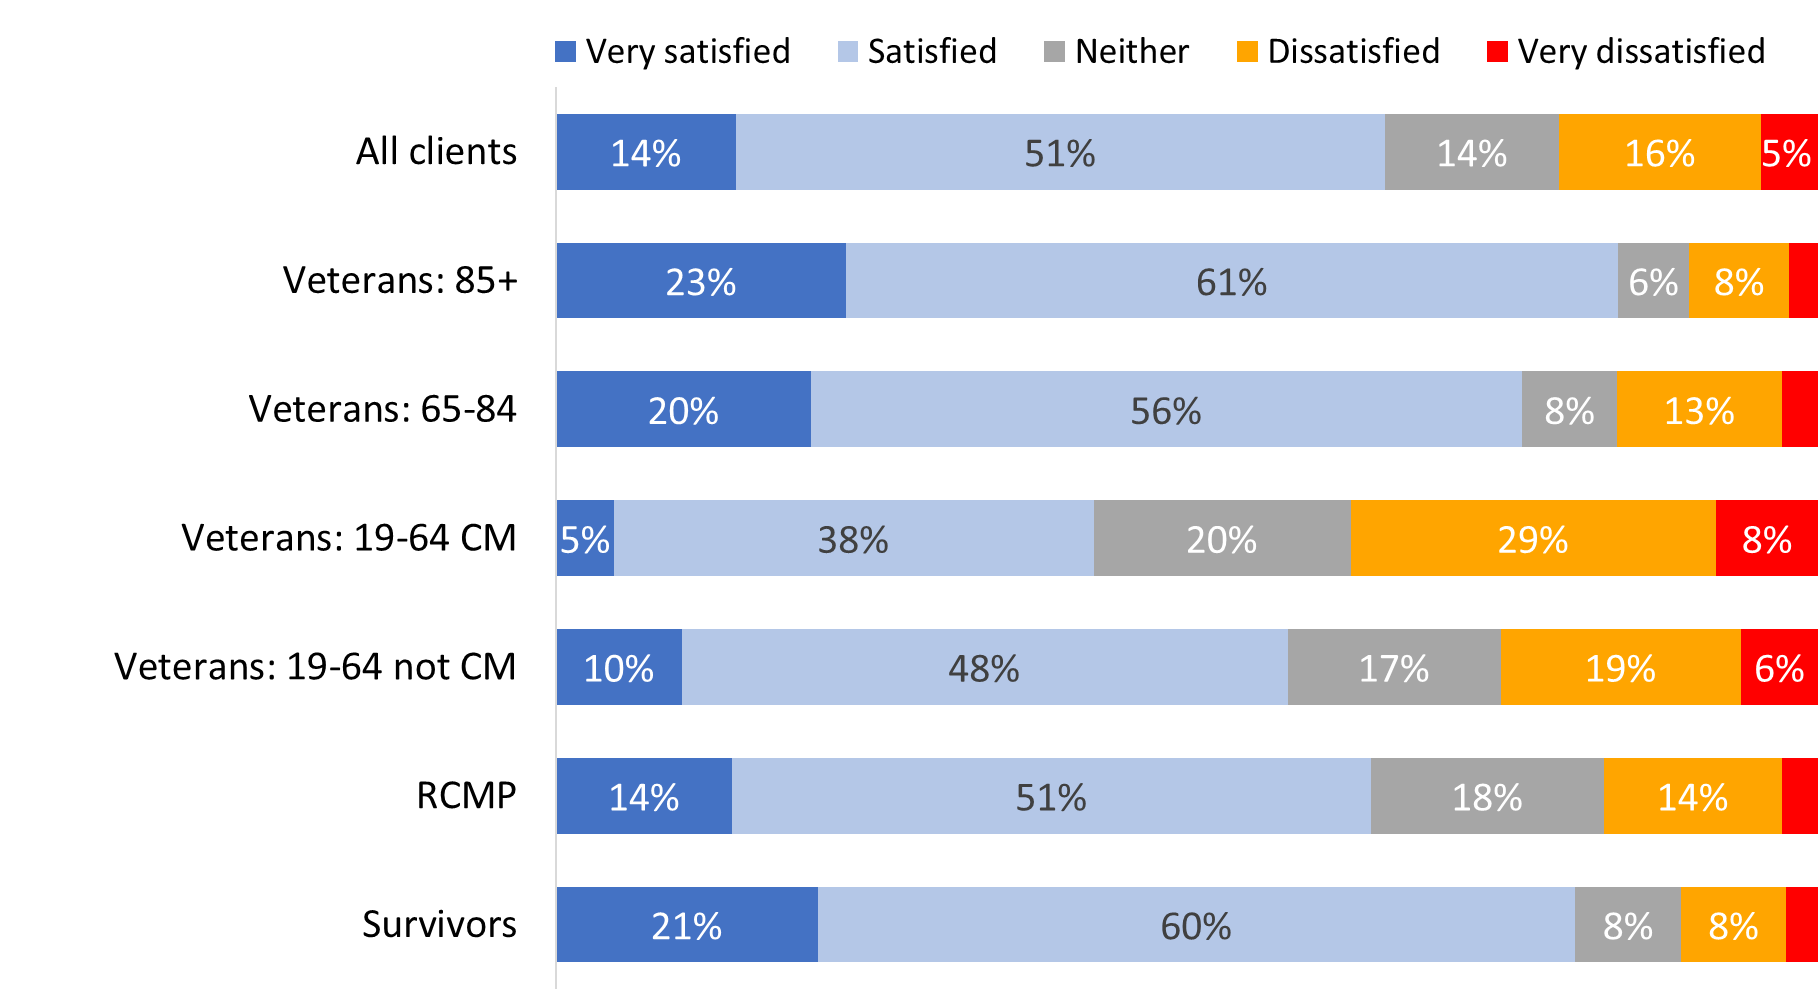 Very satisfied Satisfied Neither Dissatisfied Very dissatisfied
All clients 14% 51% 14% 16% 5%
Veterans: 85+ 23% 61% 6% 8%
Veterans: 65-84 20% 56% 8% 13%
Veterans: 19-64 CM 5% 38% 20% 29% 8%
Veterans: 19-64 not CM 10% 48% 17% 19% 6%
RCMP 14% 51% 18% 14%
Survivors 21% 60% 8% 8%